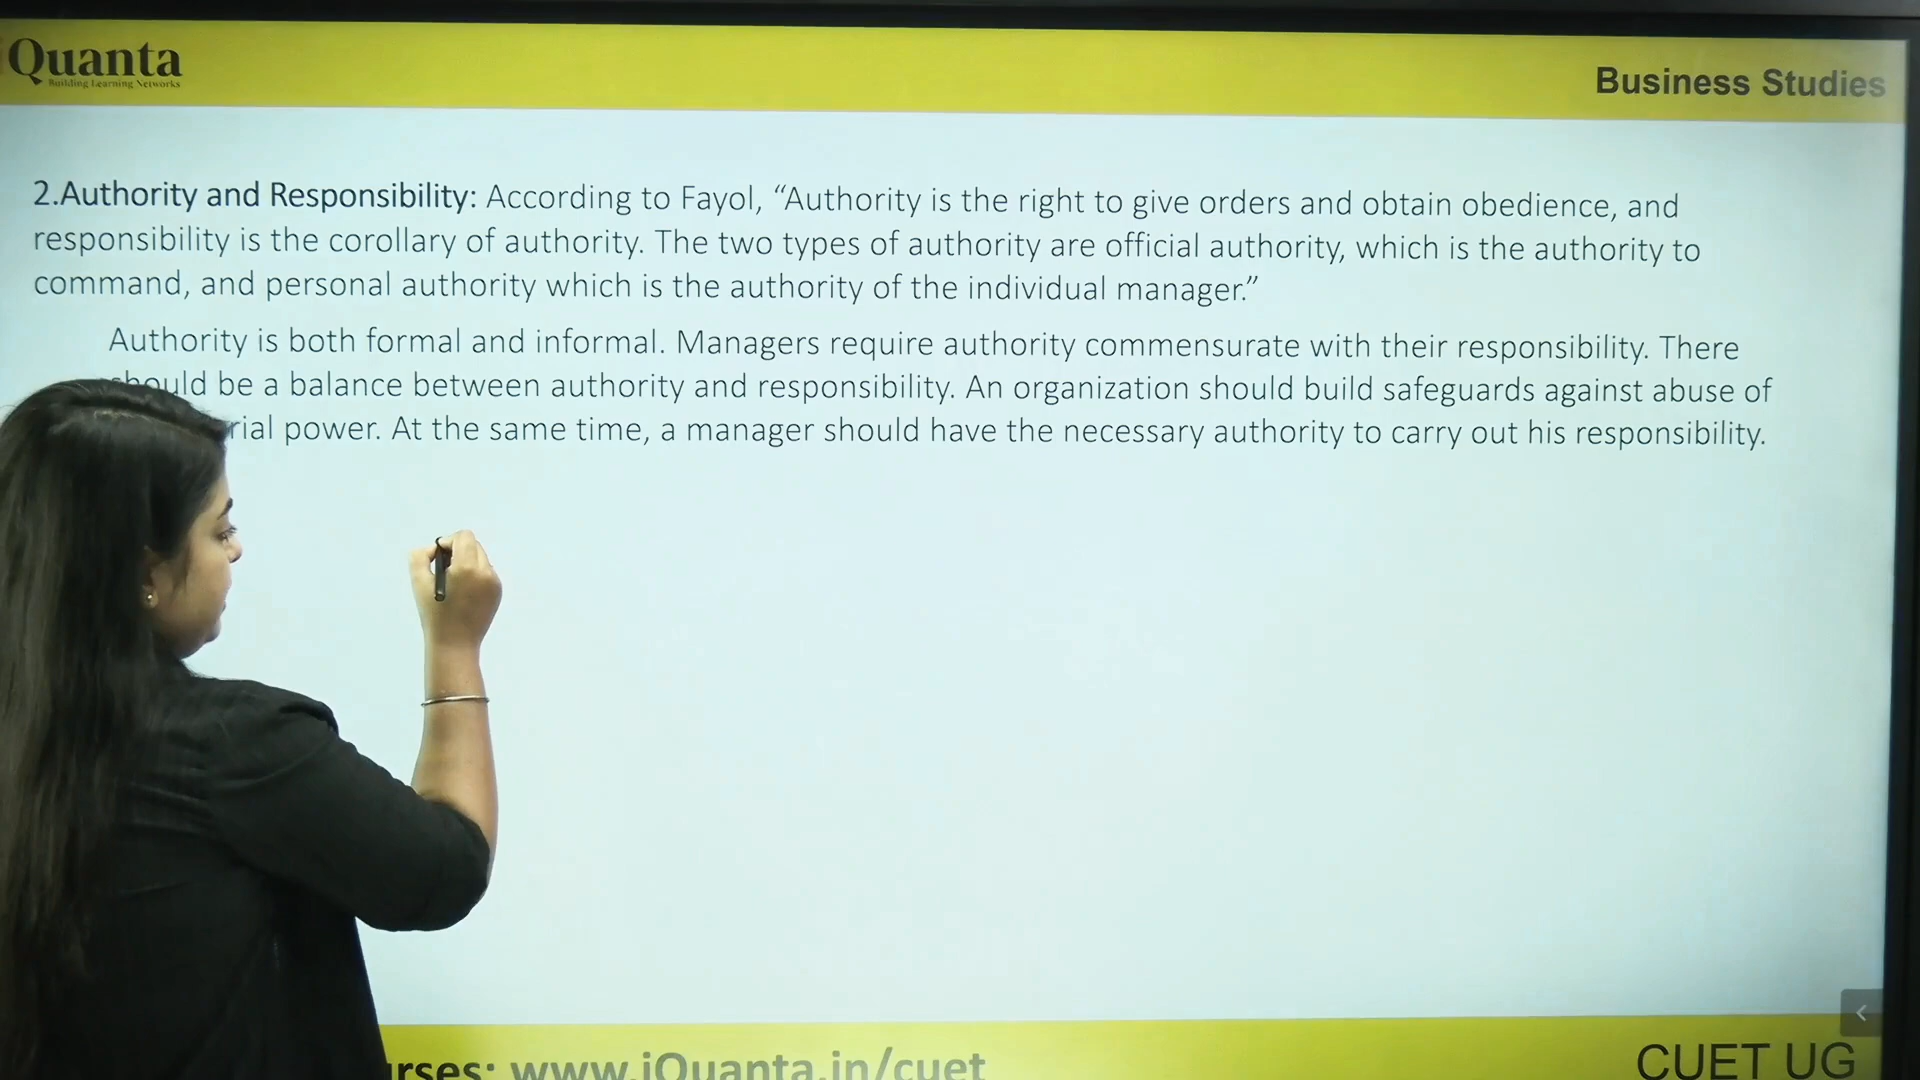 Quanta
Building Learning Networks
Business Studies
2.Authority and Responsibility: According to Fayol, “Authority is the right to give orders and obtain obedience, and
responsibility is the corollary of authority. The two types of authority are official authority, which is the authority to
command, and personal authority which is the authority of the individual manager.”
Authority is both formal and informal. Managers require authority commensurate with their responsibility. There
should be a balance between authority and responsibility. An organization should build safeguards against abuse of
rial power. At the same time, a manager should have the necessary authority to carry out his responsibility.
rses: www.iQuanta.in/cuet
CUET UG